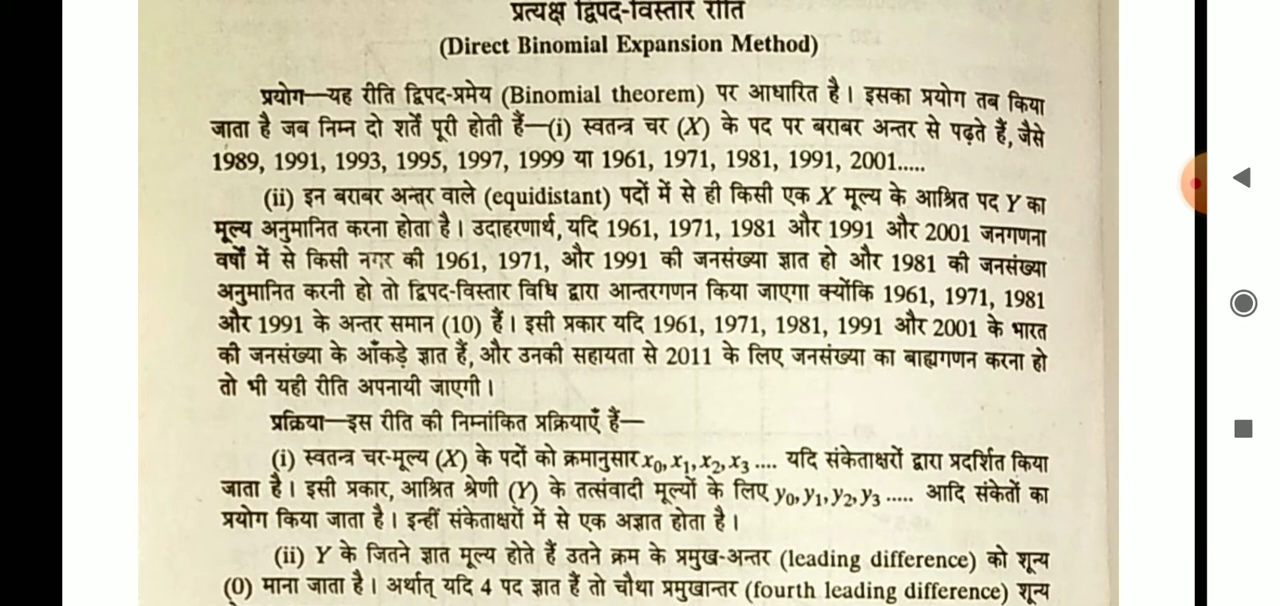 प्रत्यक्ष द्विपद-विस्तार रीति
(Direct Binomial Expansion Method)
प्रयोग—यह रीति द्विपद-प्रमेय (Binomial theorem) पर आधारित है। इसका प्रयोग तब किया
जाता है जब निम्न दो शर्तें पूरी होती हैं—(i) स्वतन्त्र चर (X) के पद पर बराबर अन्तर से पढ़ते हैं, जैसे
1989, 1991, 1993, 1995, 1997, 1999 या 1961, 1971, 1981, 1991, 2001.....
(ii) इन बराबर अन्तर वाले (equidistant) पदों में से ही किसी एक X मूल्य के आश्रित पद Y का
मूल्य अनुमानित करना होता है। उदाहरणार्थ, यदि 1961, 1971, 1981 और 1991 और 2001 जनगणना
वर्षों में से किसी नगर की 1961, 1971, और 1991 की जनसंख्या ज्ञात हो और 1981 की जनसंख्या
अनुमानित करनी हो तो द्विपद-विस्तार विधि द्वारा आन्तरगणन किया जाएगा क्योंकि 1961, 1971, 1981
और 1991 के अन्तर समान (10) हैं। इसी प्रकार यदि 1961, 1971, 1981, 1991 और 2001 के भारत
की जनसंख्या के आँकड़े ज्ञात हैं, और उनकी सहायता से 2011 के लिए जनसंख्या का बाह्यगणन करना हो
तो भी यही रीति अपनायी जाएगी।
प्रक्रिया—इस रीति की निम्नांकित प्रक्रियाएँ हैं—
(i) स्वतन्त्र चर-मूल्य (X) के पदों को क्रमानुसार x₀, x₁, x₂, x₃ .... यदि संकेताक्षरों द्वारा प्रदर्शित किया
जाता है। इसी प्रकार, आश्रित श्रेणी (Y) के तत्संवादी मूल्यों के लिए y₀, y₁, y₂, y₃ ..... आदि संकेतों का
प्रयोग किया जाता है। इन्हीं संकेताक्षरों में से एक अज्ञात होता है।
(ii) Y के जितने ज्ञात मूल्य होते हैं उतने क्रम के प्रमुख-अन्तर (leading difference) को शून्य
(0) माना जाता है। अर्थात् यदि 4 पद ज्ञात हैं तो चौथा प्रमुखान्तर (fourth leading difference) शून्य